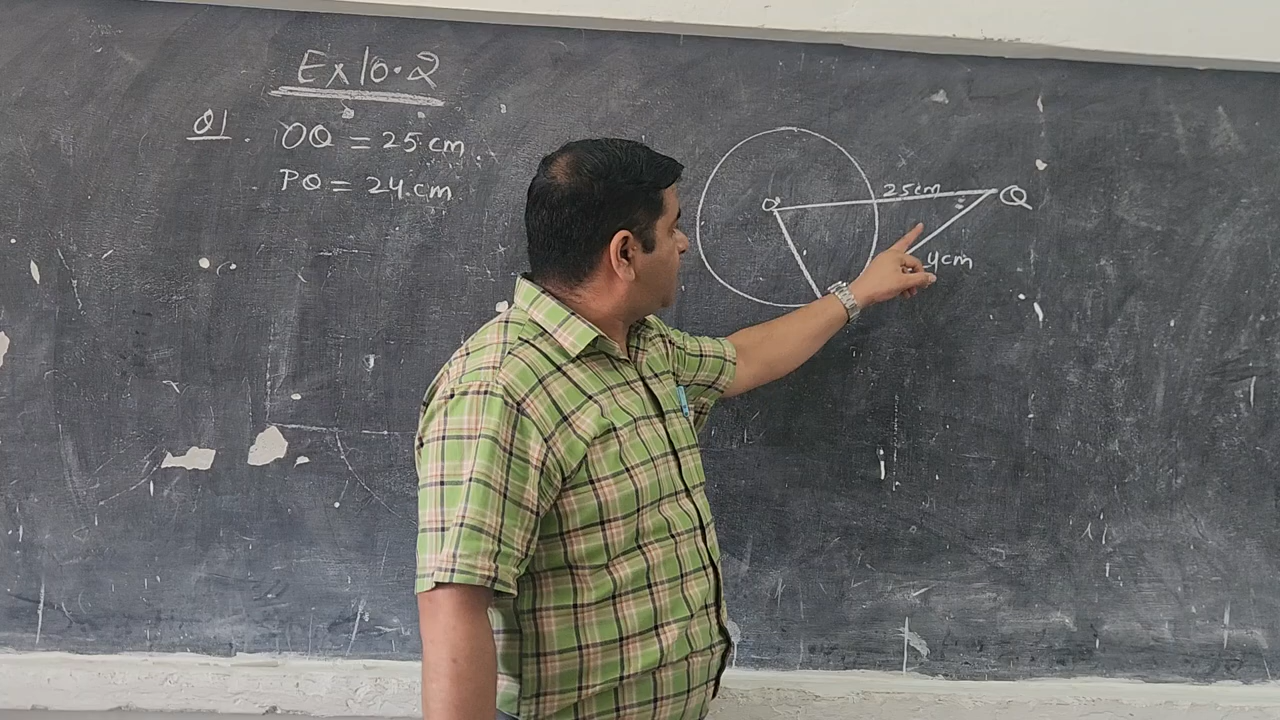 Ex 10.2
Q1. OQ = 25 cm.
PQ = 24 cm
O
25cm
Q
4cm